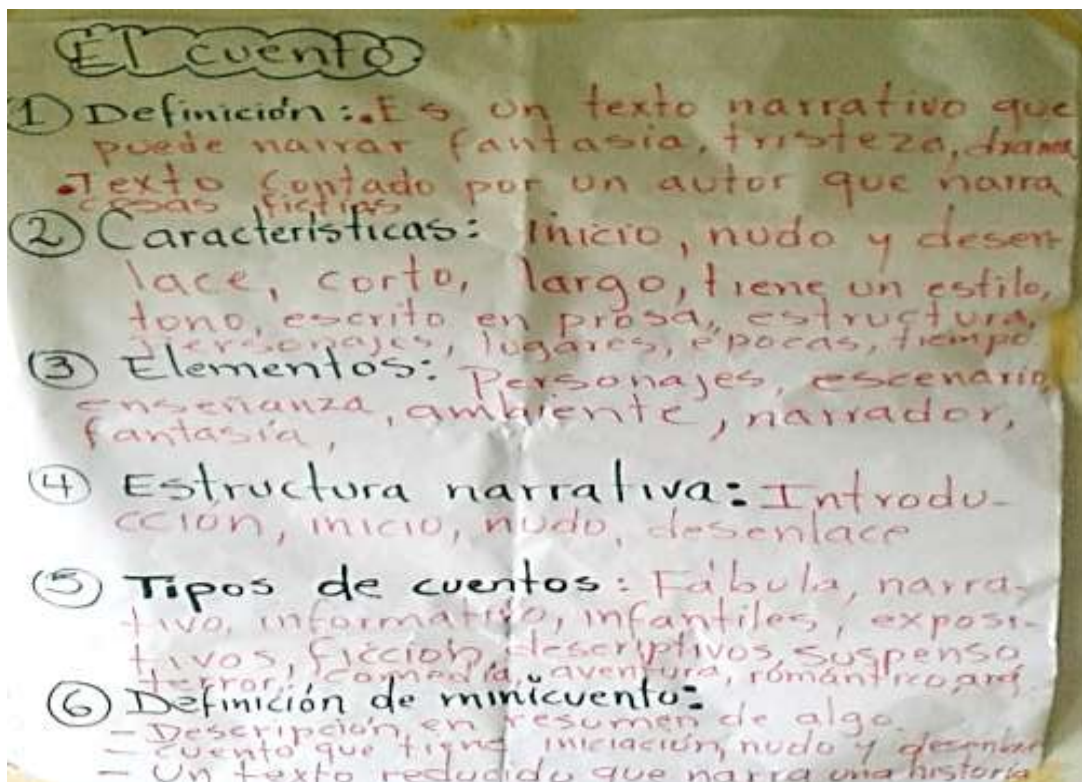 El cuento
① Definición: . Es un texto narrativo que
puede narrar fantasía, tristeza, drama
. Texto contado por un autor que narra
cosas ficticias
② Características: inicio, nudo y desen-
lace, corto, largo, tiene un estilo,
tono, escrito en prosa, estructura,
personajes, lugares, epocas, tiempo
③ Elementos: Personajes, escenario,
enseñanza, ambiente, narrador,
fantasía,
④ Estructura narrativa: Introdu-
cción, inicio, nudo, desenlace
⑤ Tipos de cuentos: Fábula, narra-
tivo, informativo, infantiles, exposi-
tivos, ficción, descriptivos, suspenso
terror, comedia, aventura, romántico,
⑥ Definición de minicuento:
- Descripción en resumen de algo.
- Cuento que tiene iniciación, nudo y desenlace
- Un texto reducido que narra una historia